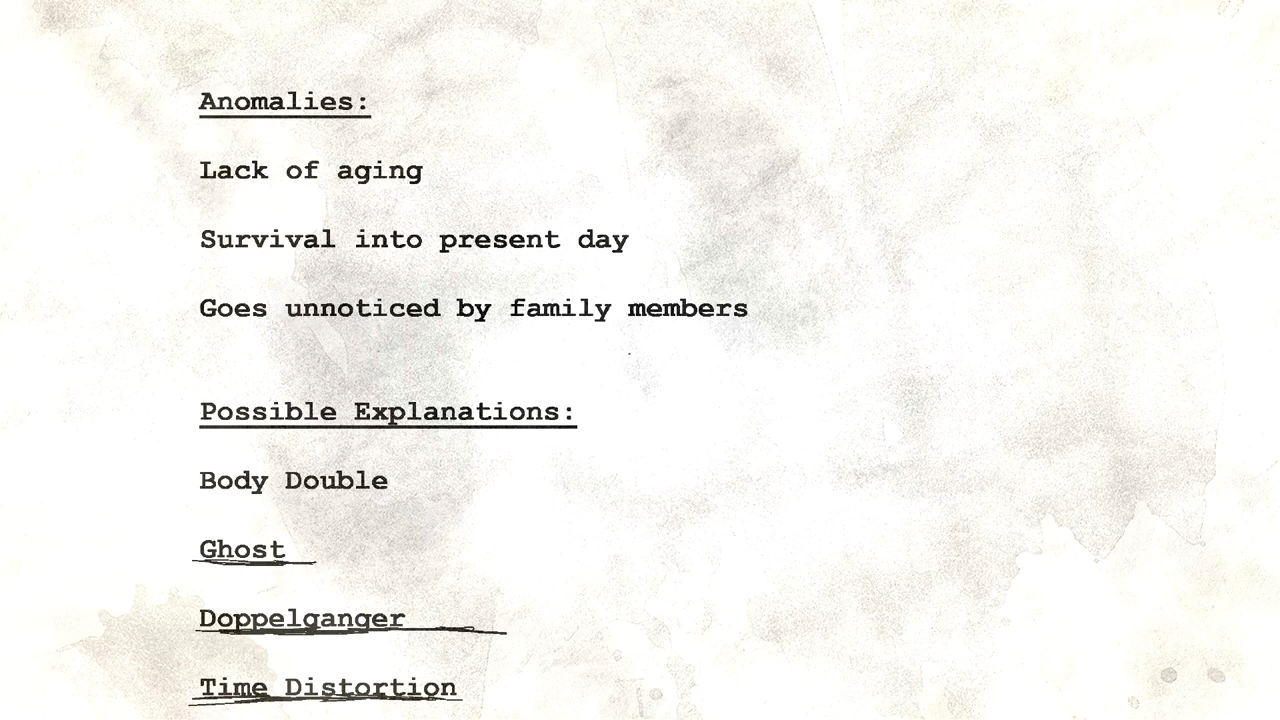 Anomalies:
Lack of aging
Survival into present day
Goes unnoticed by family members
Possible Explanations:
Body Double
Ghost
Doppelganger
Time Distortion